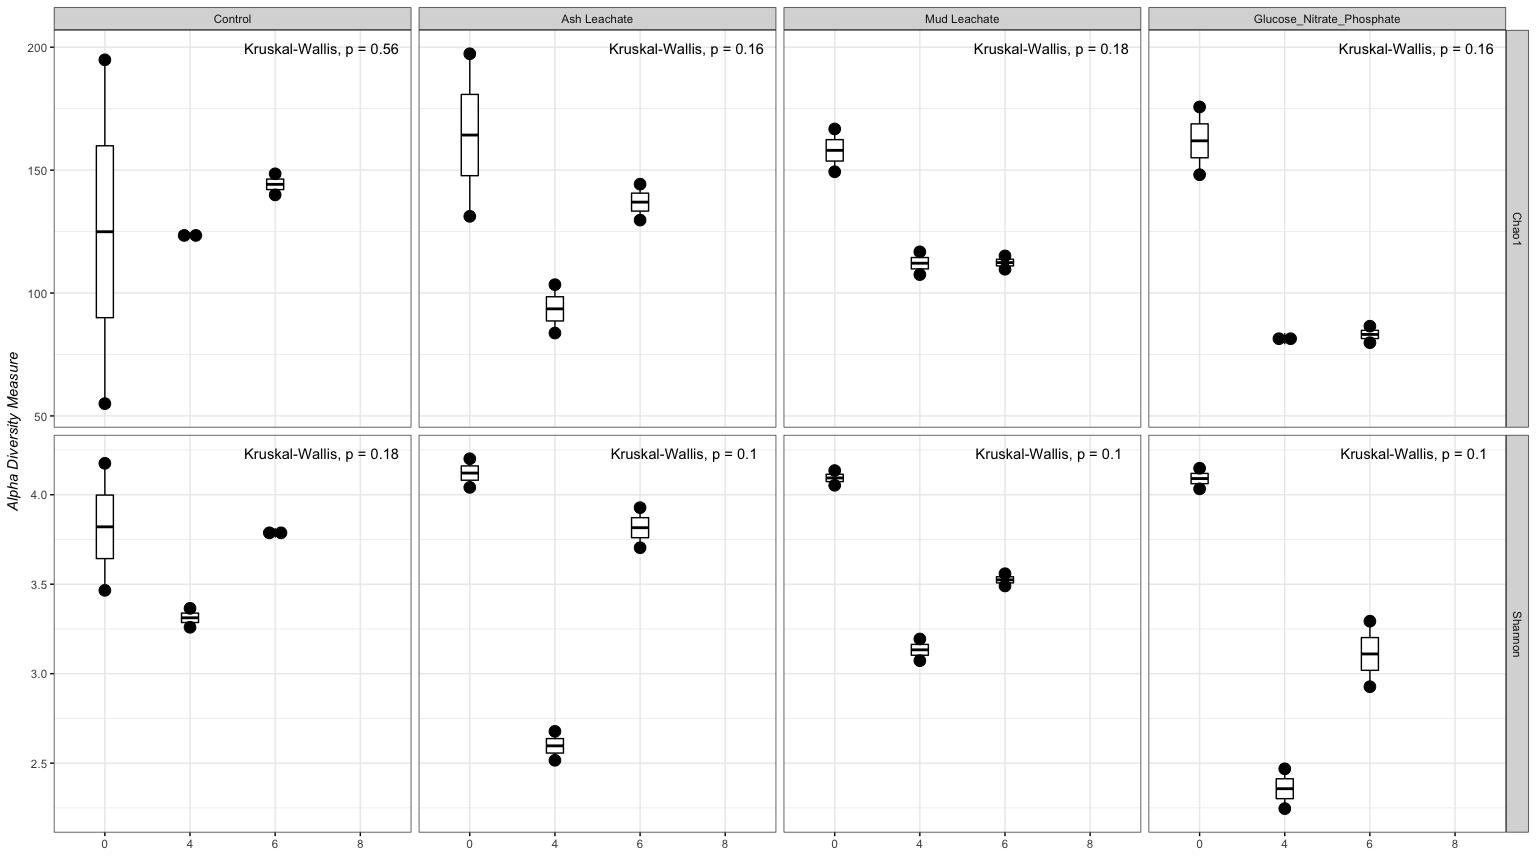 Control
Ash Leachate
Mud Leachate
Glucose_Nitrate_Phosphate
Kruskal-Wallis, p = 0.56
Kruskal-Wallis, p = 0.16
Kruskal-Wallis, p = 0.18
Kruskal-Wallis, p = 0.16
200
150
100
50
Chao1
Alpha Diversity Measure
Kruskal-Wallis, p = 0.18
Kruskal-Wallis, p = 0.1
Kruskal-Wallis, p = 0.1
Kruskal-Wallis, p = 0.1
4.0
3.5
3.0
2.5
Shannon
0 4 6 8
0 4 6 8
0 4 6 8
0 4 6 8